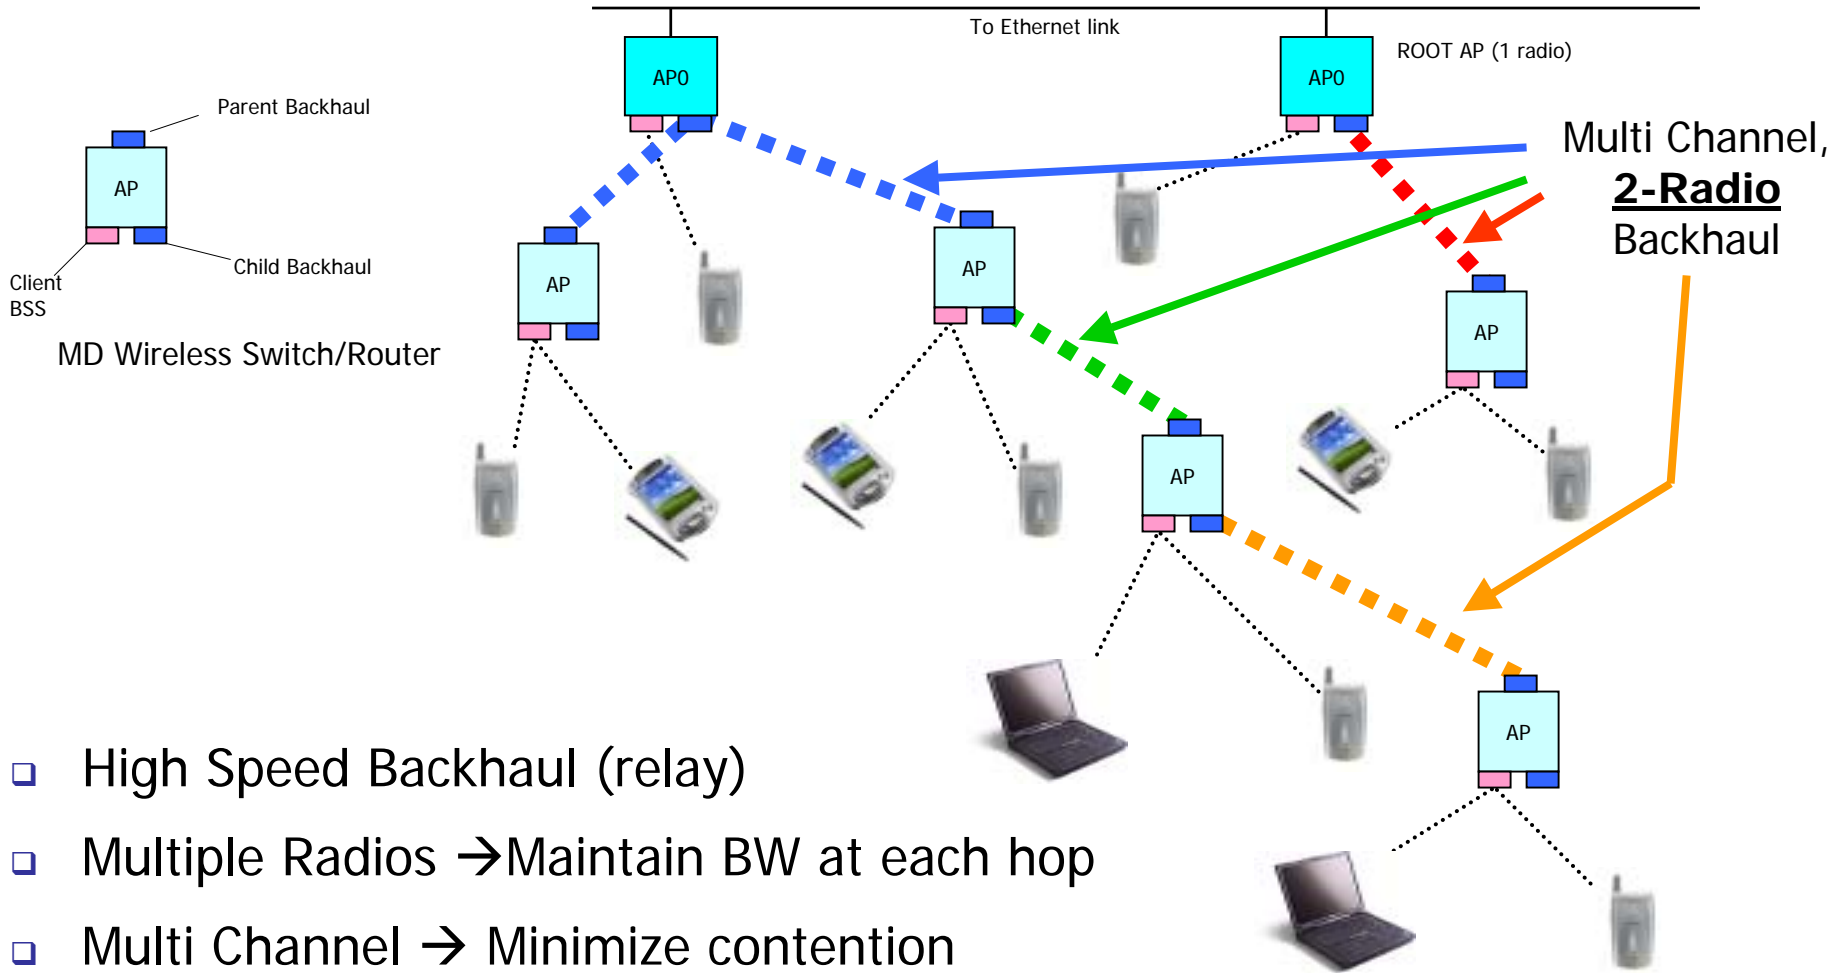 To Ethernet link
AP0
AP0
ROOT AP (1 radio)
Parent Backhaul
AP
Client
BSS
Child Backhaul
MD Wireless Switch/Router
Multi Channel,
2-Radio
Backhaul
AP
AP
AP
AP
AP
❑ High Speed Backhaul (relay)
❑ Multiple Radios →Maintain BW at each hop
❑ Multi Channel → Minimize contention